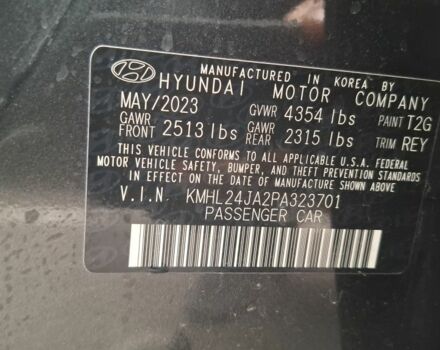 MANUFACTURED IN KOREA BY
HYUNDAI MOTOR COMPANY
MAY/2023 GVWR 4354 lbs PAINT T2G
GAWR FRONT 2513 lbs GAWR REAR 2315 lbs TRIM REY
THIS VEHICLE CONFORMS TO ALL APPLICABLE U.S.A. FEDERAL
MOTOR VEHICLE SAFETY, BUMPER, AND THEFT PREVENTION STANDARDS
IN EFFECT ON THE DATE OF MANUFACTURE SHOWN ABOVE.
V.I.N. KMHL24JA2PA323701
PASSENGER CAR